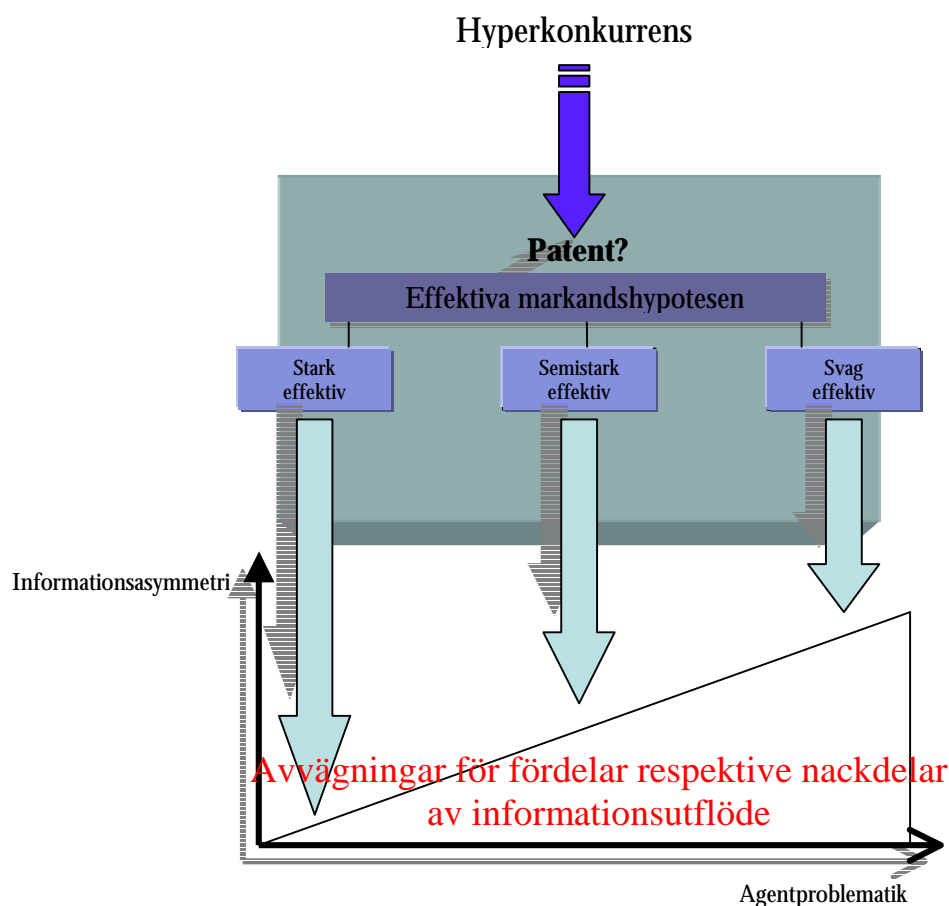 Hyperkonkurrens
Patent?
Effektiva markandshypotesen
Stark
effektiv
Semistark
effektiv
Svag
effektiv
Informationsasymmetri
Avvägningar för fördelar respektive nackdelar
av informationsutflöde
Agentproblematik